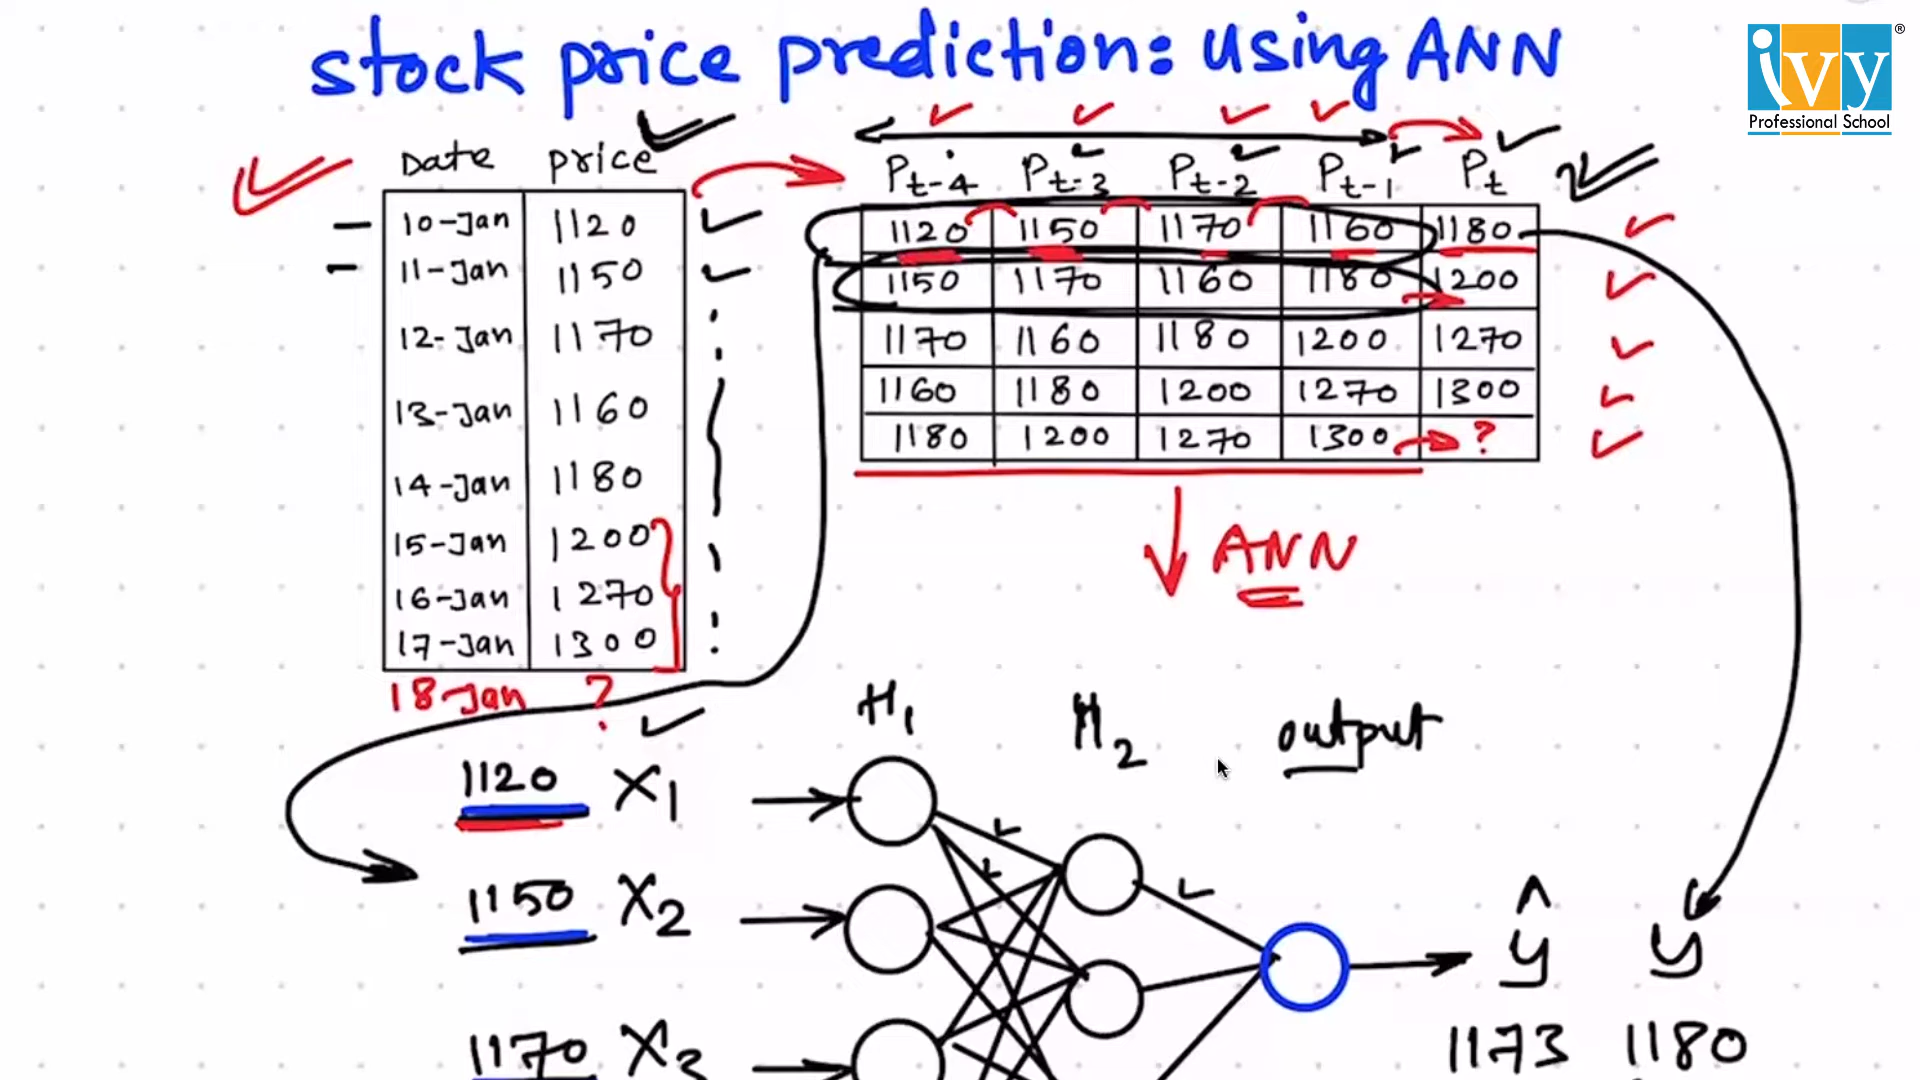 stock price prediction: using ANN
ivy®
Professional School
Date price
10-Jan 1120
11-Jan 1150
12-Jan 1170
13-Jan 1160
14-Jan 1180
15-Jan 1200
16-Jan 1270
17-Jan 1300
18-Jan ?
Pt-4 Pt-3 Pt-2 Pt-1 Pt
1120 1150 1170 1160 1180
1150 1170 1160 1180 1200
1170 1160 1180 1200 1270
1160 1180 1200 1270 1300
1180 1200 1270 1300 ?
ANN
H1 H2 output
1120 X1
1150 X2
1170 X3
ŷ y
1173 1180